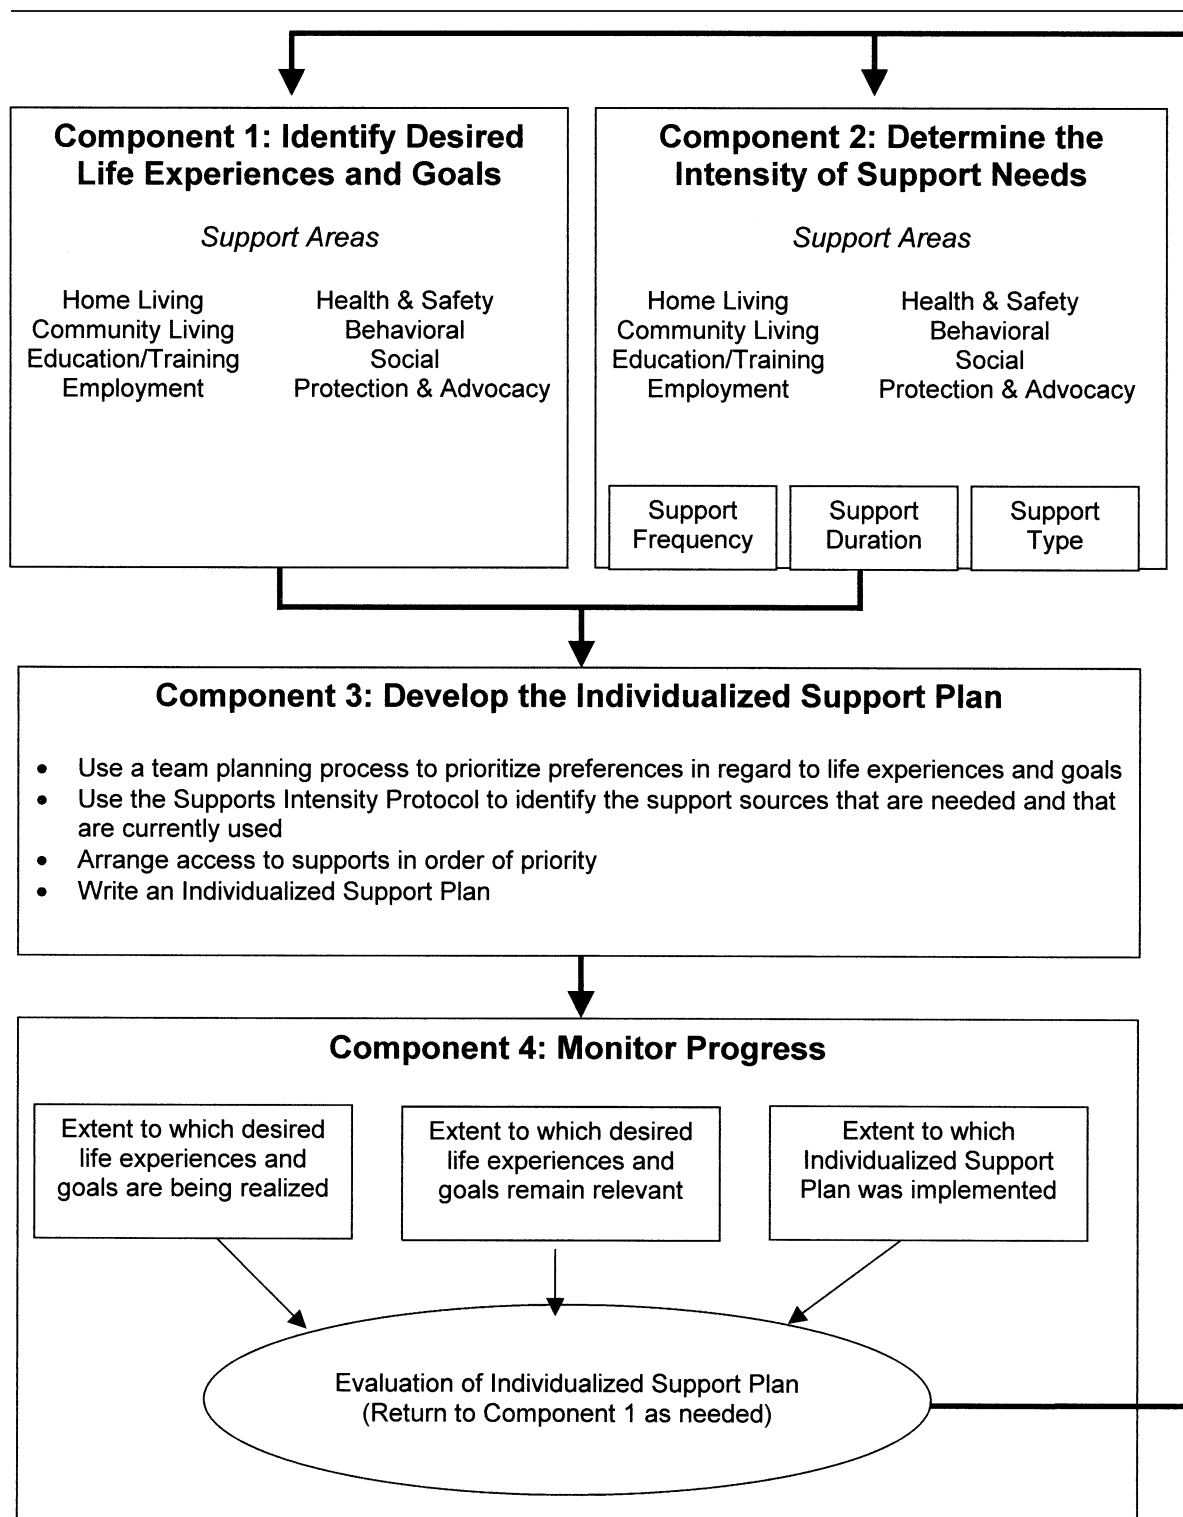 Component 1: Identify Desired
Life Experiences and Goals
Support Areas
Home Living
Community Living
Education/Training
Employment
Health & Safety
Behavioral
Social
Protection & Advocacy
Component 2: Determine the
Intensity of Support Needs
Support Areas
Home Living
Community Living
Education/Training
Employment
Health & Safety
Behavioral
Social
Protection & Advocacy
Support
Frequency
Support
Duration
Support
Type
Component 3: Develop the Individualized Support Plan
• Use a team planning process to prioritize preferences in regard to life experiences and goals
• Use the Supports Intensity Protocol to identify the support sources that are needed and that
are currently used
• Arrange access to supports in order of priority
• Write an Individualized Support Plan
Component 4: Monitor Progress
Extent to which desired
life experiences and
goals are being realized
Extent to which desired
life experiences and
goals remain relevant
Extent to which
Individualized Support
Plan was implemented
Evaluation of Individualized Support Plan
(Return to Component 1 as needed)